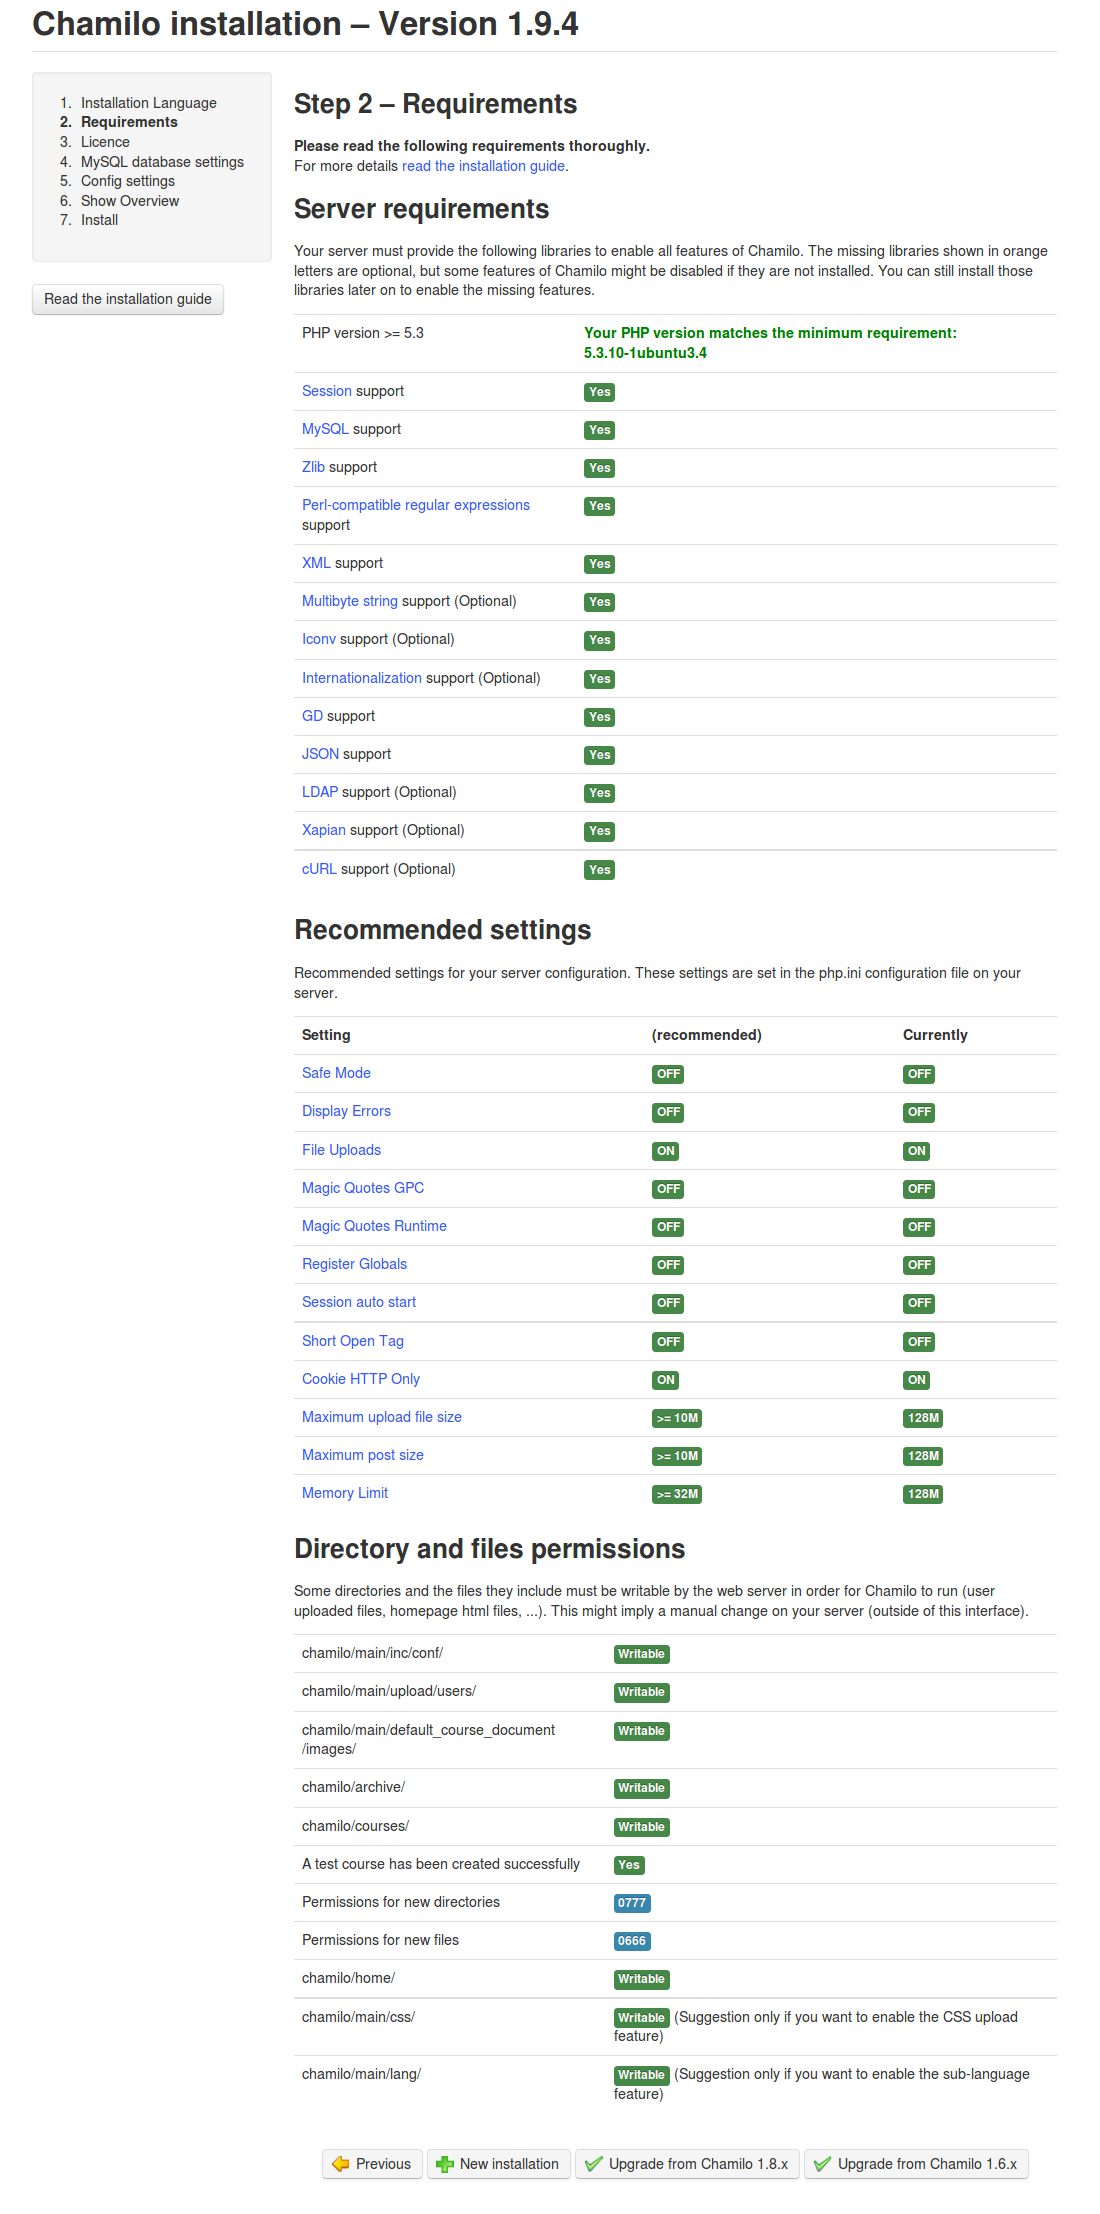 Chamilo installation – Version 1.9.4
1. Installation Language
2. Requirements
3. Licence
4. MySQL database settings
5. Config settings
6. Show Overview
7. Install
Read the installation guide
Step 2 – Requirements
Please read the following requirements thoroughly.
For more details read the installation guide.
Server requirements
Your server must provide the following libraries to enable all features of Chamilo. The missing libraries shown in orange
letters are optional, but some features of Chamilo might be disabled if they are not installed. You can still install those
libraries later on to enable the missing features.
PHP version >= 5.3 Your PHP version matches the minimum requirement:
5.3.10-1ubuntu3.4
Session support Yes
MySQL support Yes
Zlib support Yes
Perl-compatible regular expressions Yes
support
XML support Yes
Multibyte string support (Optional) Yes
Iconv support (Optional) Yes
Internationalization support (Optional) Yes
GD support Yes
JSON support Yes
LDAP support (Optional) Yes
Xapian support (Optional) Yes
cURL support (Optional) Yes
Recommended settings
Recommended settings for your server configuration. These settings are set in the php.ini configuration file on your
server.
Setting (recommended) Currently
Safe Mode OFF OFF
Display Errors OFF OFF
File Uploads ON ON
Magic Quotes GPC OFF OFF
Magic Quotes Runtime OFF OFF
Register Globals OFF OFF
Session auto start OFF OFF
Short Open Tag OFF OFF
Cookie HTTP Only ON ON
Maximum upload file size >= 10M 128M
Maximum post size >= 10M 128M
Memory Limit >= 32M 128M
Directory and files permissions
Some directories and the files they include must be writable by the web server in order for Chamilo to run (user
uploaded files, homepage html files, ...). This might imply a manual change on your server (outside of this interface).
chamilo/main/inc/conf/ Writable
chamilo/main/upload/users/ Writable
chamilo/main/default_course_document Writable
/images/
chamilo/archive/ Writable
chamilo/courses/ Writable
A test course has been created successfully Yes
Permissions for new directories 0777
Permissions for new files 0666
chamilo/home/ Writable
chamilo/main/css/ Writable (Suggestion only if you want to enable the CSS upload
feature)
chamilo/main/lang/ Writable (Suggestion only if you want to enable the sub-language
feature)
Previous New installation Upgrade from Chamilo 1.8.x Upgrade from Chamilo 1.6.x